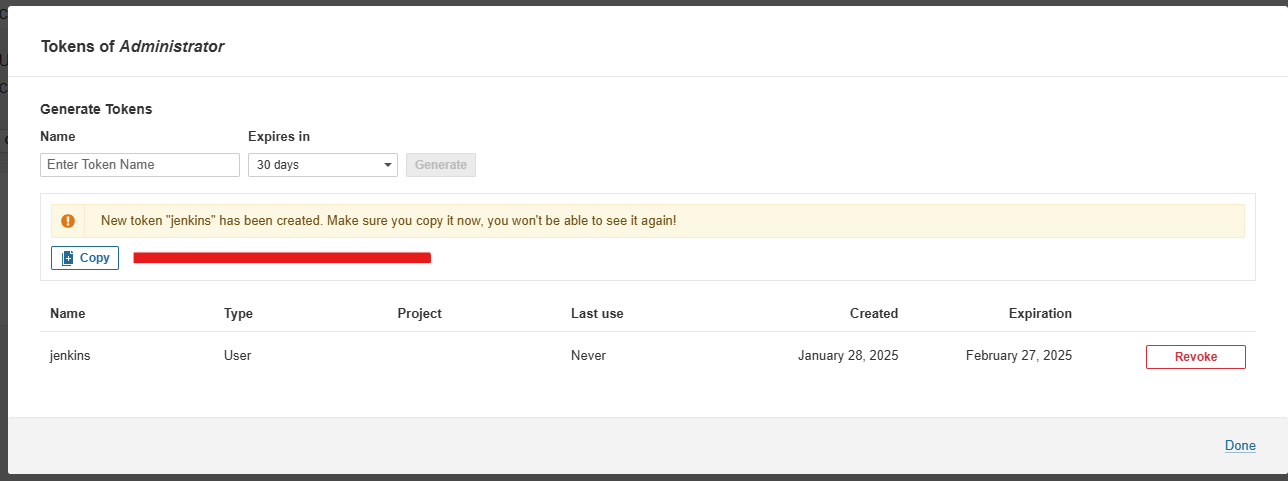 Tokens of Administrator
Generate Tokens
Name Expires in
Enter Token Name 30 days Generate
New token "jenkins" has been created. Make sure you copy it now, you won't be able to see it again!
Copy
Name Type Project Last use Created Expiration
jenkins User Never January 28, 2025 February 27, 2025 Revoke
Done